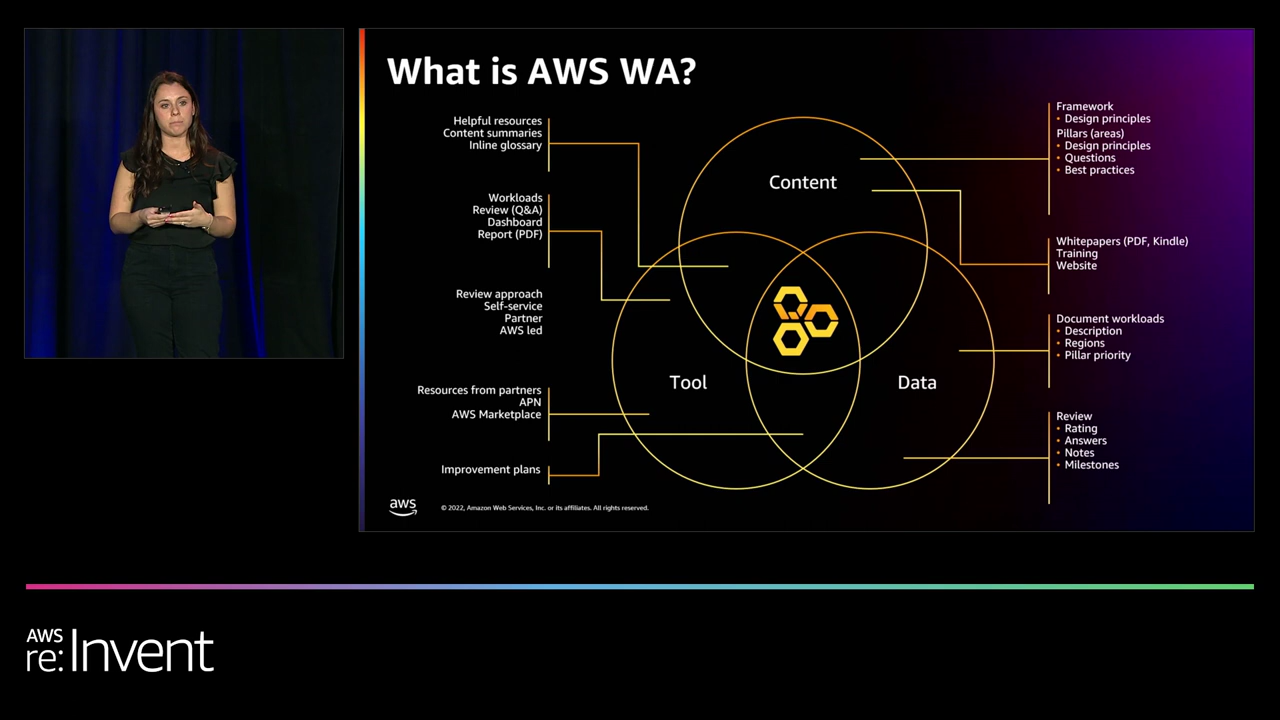 What is AWS WA?
Helpful resources
Content summaries
Inline glossary
Workloads
Review (Q&A)
Dashboard
Report (PDF)
Review approach
Self-service
Partner
AWS led
Resources from partners
APN
AWS Marketplace
Improvement plans
Content
Tool
Data
Framework
• Design principles
Pillars (areas)
• Design principles
• Questions
• Best practices
Whitepapers (PDF, Kindle)
Training
Website
Document workloads
• Description
• Regions
• Pillar priority
Review
• Rating
• Answers
• Notes
• Milestones
aws
© 2022, Amazon Web Services, Inc. or its affiliates. All rights reserved.
AWS
re:Invent